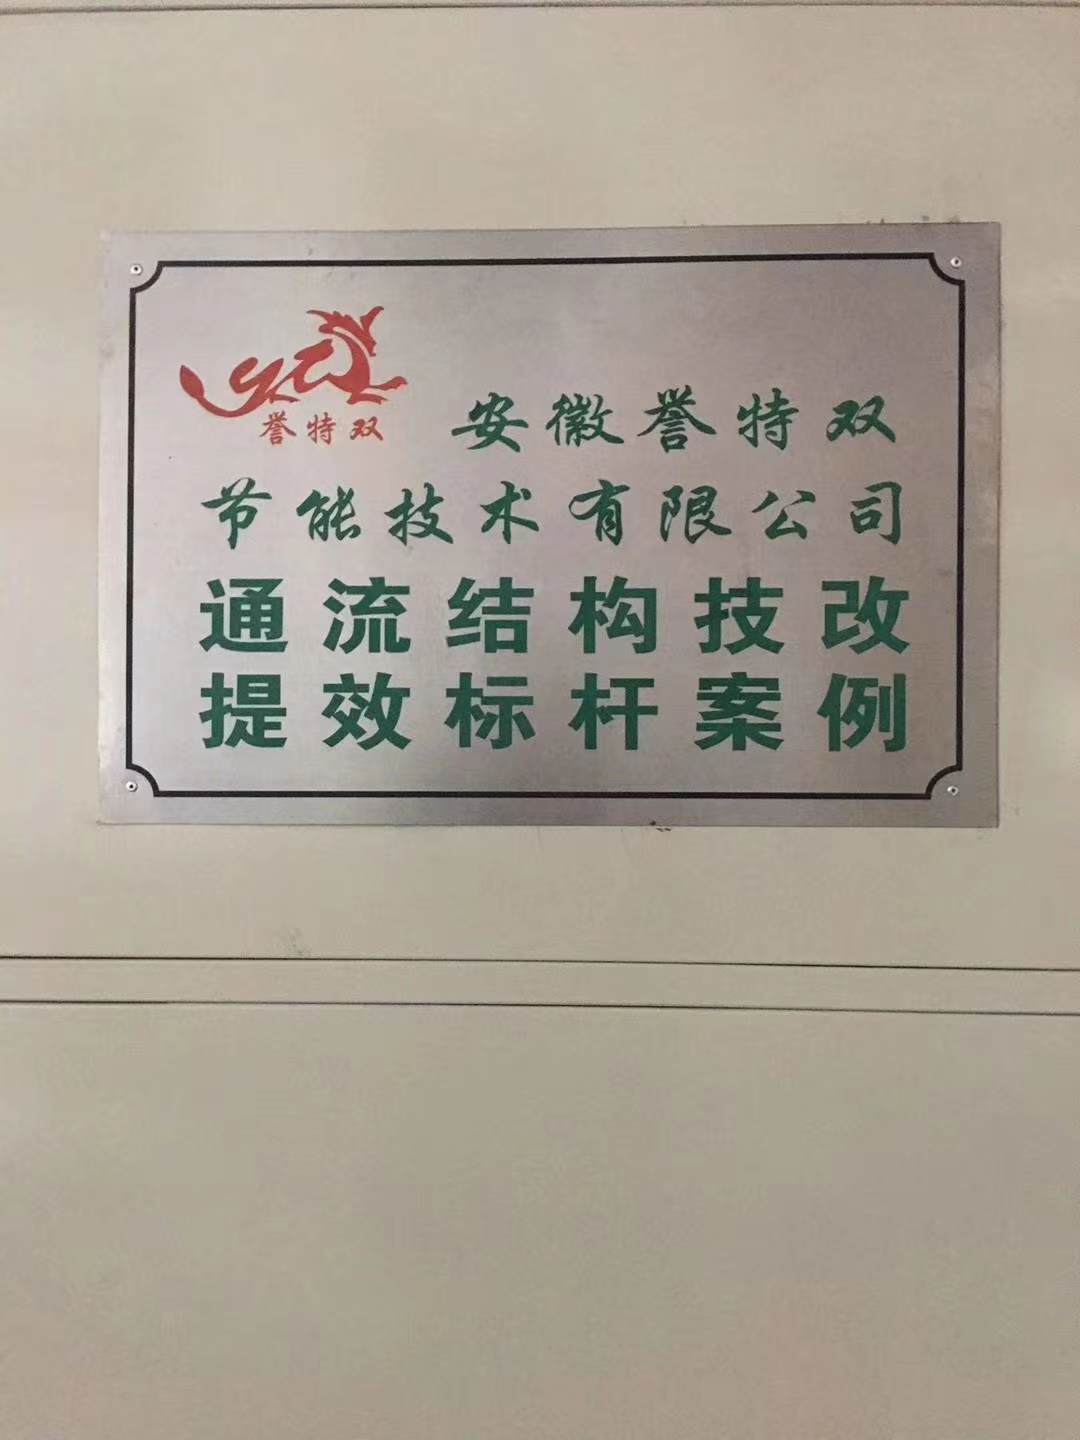 誉特双
安徽誉特双
节能技术有限公司
通流结构技改
提效标杆案例